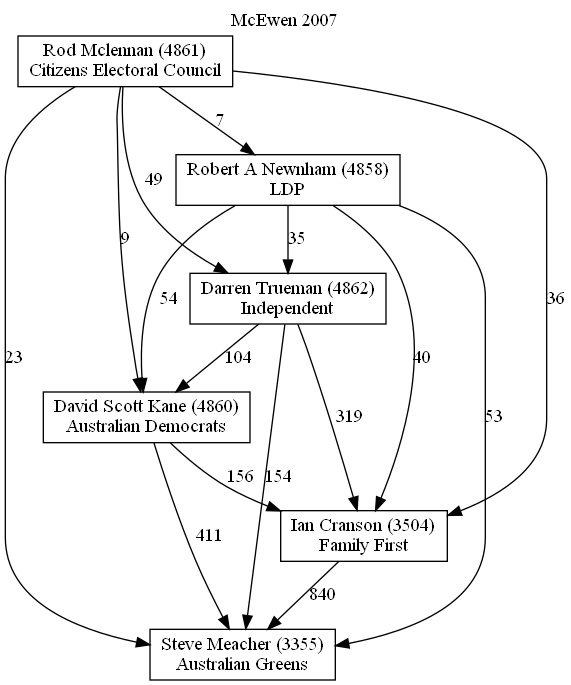 McEwen 2007
Rod Mclennan (4861)
Citizens Electoral Council
7
Robert A Newnham (4858)
LDP
49
9
35
54
Darren Trueman (4862)
Independent
36
23
104
40
David Scott Kane (4860)
Australian Democrats
319
53
156
154
Ian Cranson (3504)
Family First
411
840
Steve Meacher (3355)
Australian Greens